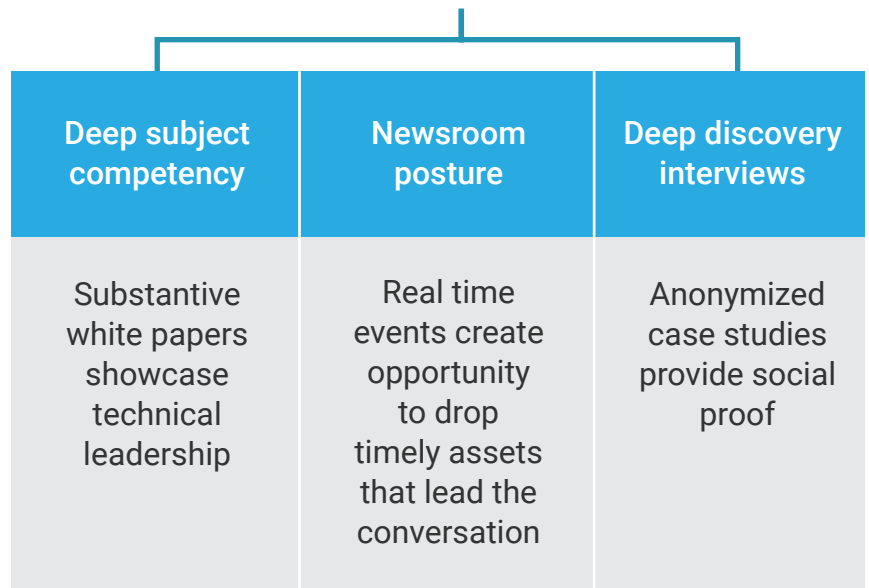 Deep subject
competency
Newsroom
posture
Deep discovery
interviews
Substantive
white papers
showcase
technical
leadership
Real time
events create
opportunity
to drop
timely assets
that lead the
conversation
Anonymized
case studies
provide social
proof